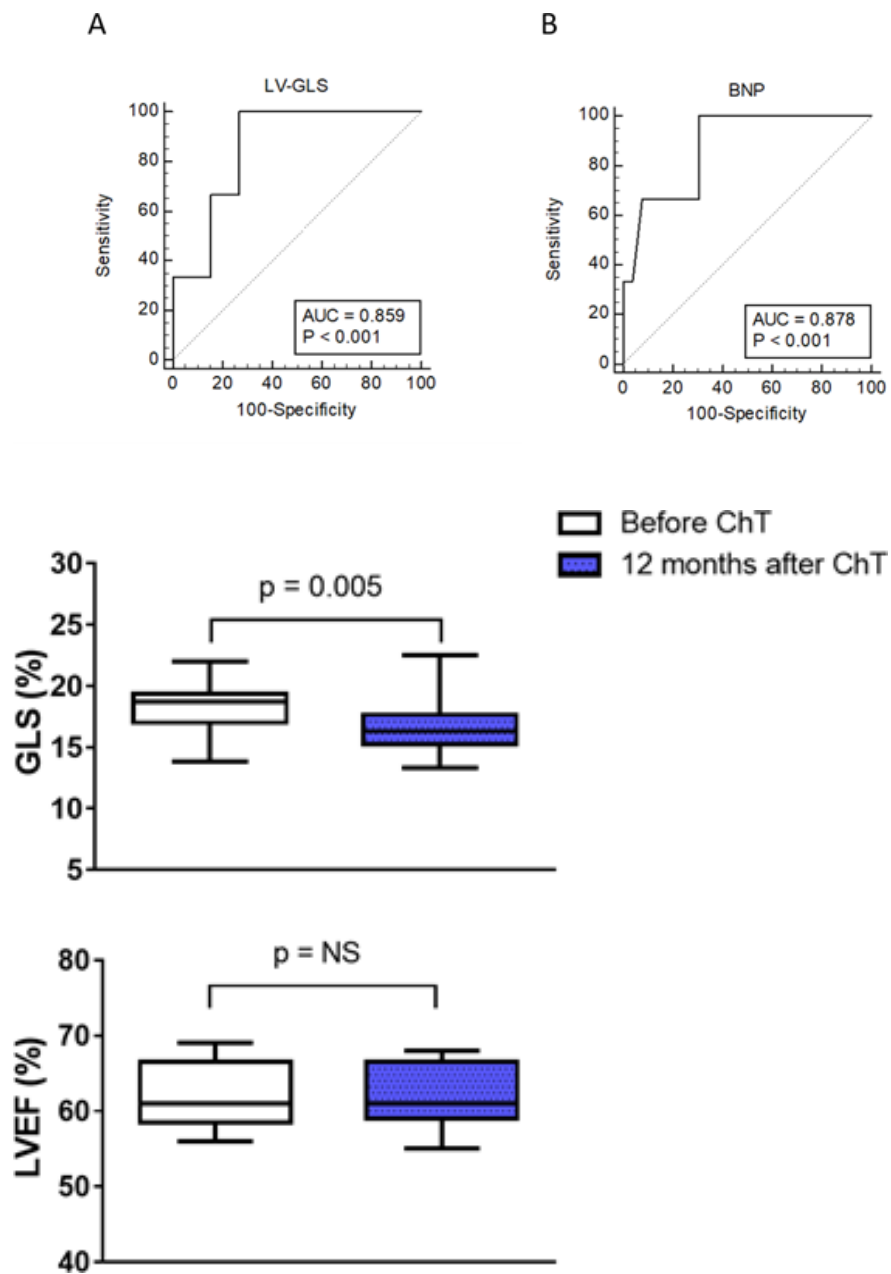 A
B
LV-GLS
100
80
60
40
20
0
Sensitivity
AUC = 0.859
P < 0.001
0 20 40 60 80 100
100-Specificity
BNP
100
80
60
40
20
0
Sensitivity
AUC = 0.878
P < 0.001
0 20 40 60 80 100
100-Specificity
Before ChT
12 months after ChT
30
25
20
15
10
5
GLS (%)
p = 0.005
80
70
60
50
40
LVEF (%)
p = NS